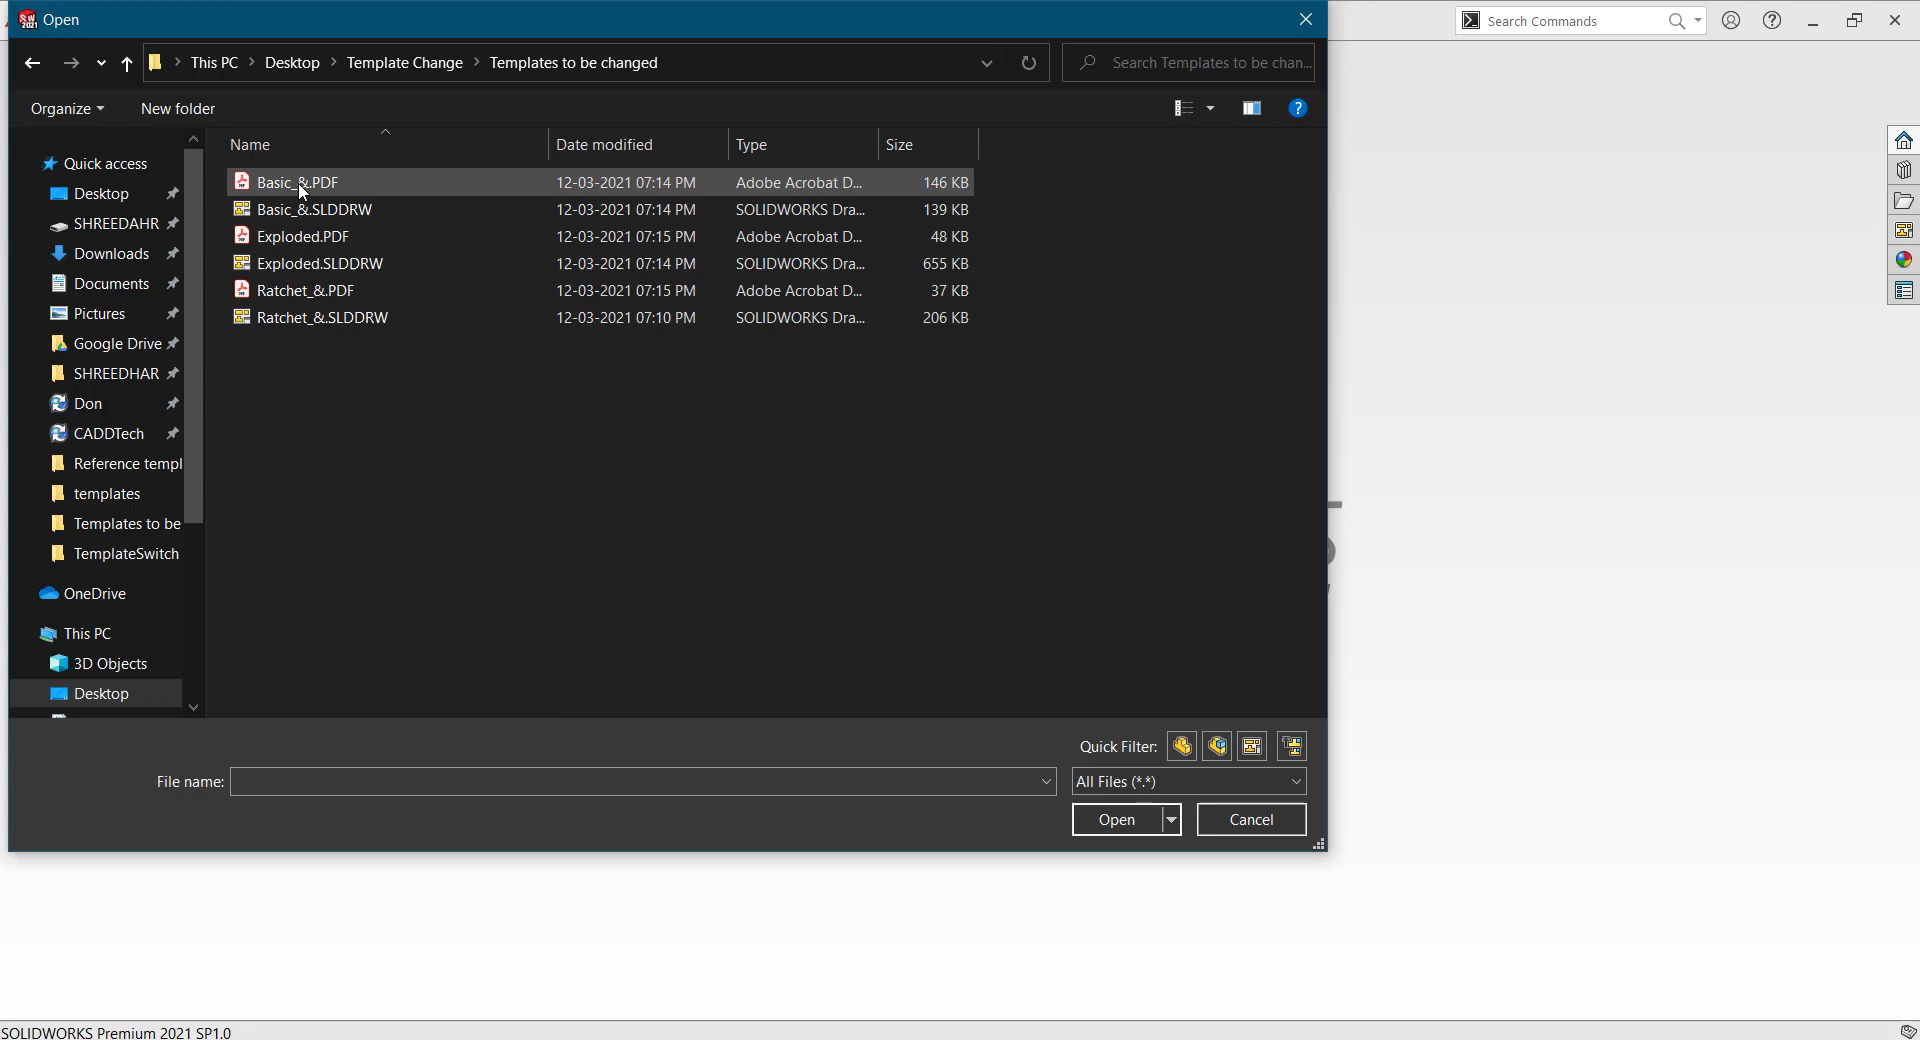 Open
Search Commands
This PC > Desktop > Template Change > Templates to be changed
Search Templates to be chan...
Organize
New folder
Name Date modified Type Size
Quick access
Desktop
SHREEDAHR
Downloads
Documents
Pictures
Google Drive
SHREEDHAR
Don
CADDTech
Reference templ
templates
Templates to be
TemplateSwitch
OneDrive
This PC
3D Objects
Desktop
Basic_&.PDF 12-03-2021 07:14 PM Adobe Acrobat D... 146 KB
Basic_&.SLDDRW 12-03-2021 07:14 PM SOLIDWORKS Dra... 139 KB
Exploded.PDF 12-03-2021 07:15 PM Adobe Acrobat D... 48 KB
Exploded.SLDDRW 12-03-2021 07:14 PM SOLIDWORKS Dra... 655 KB
Ratchet_&.PDF 12-03-2021 07:15 PM Adobe Acrobat D... 37 KB
Ratchet_&.SLDDRW 12-03-2021 07:10 PM SOLIDWORKS Dra... 206 KB
Quick Filter:
File name:
All Files (*.*)
Open
Cancel
SOLIDWORKS Premium 2021 SP1.0